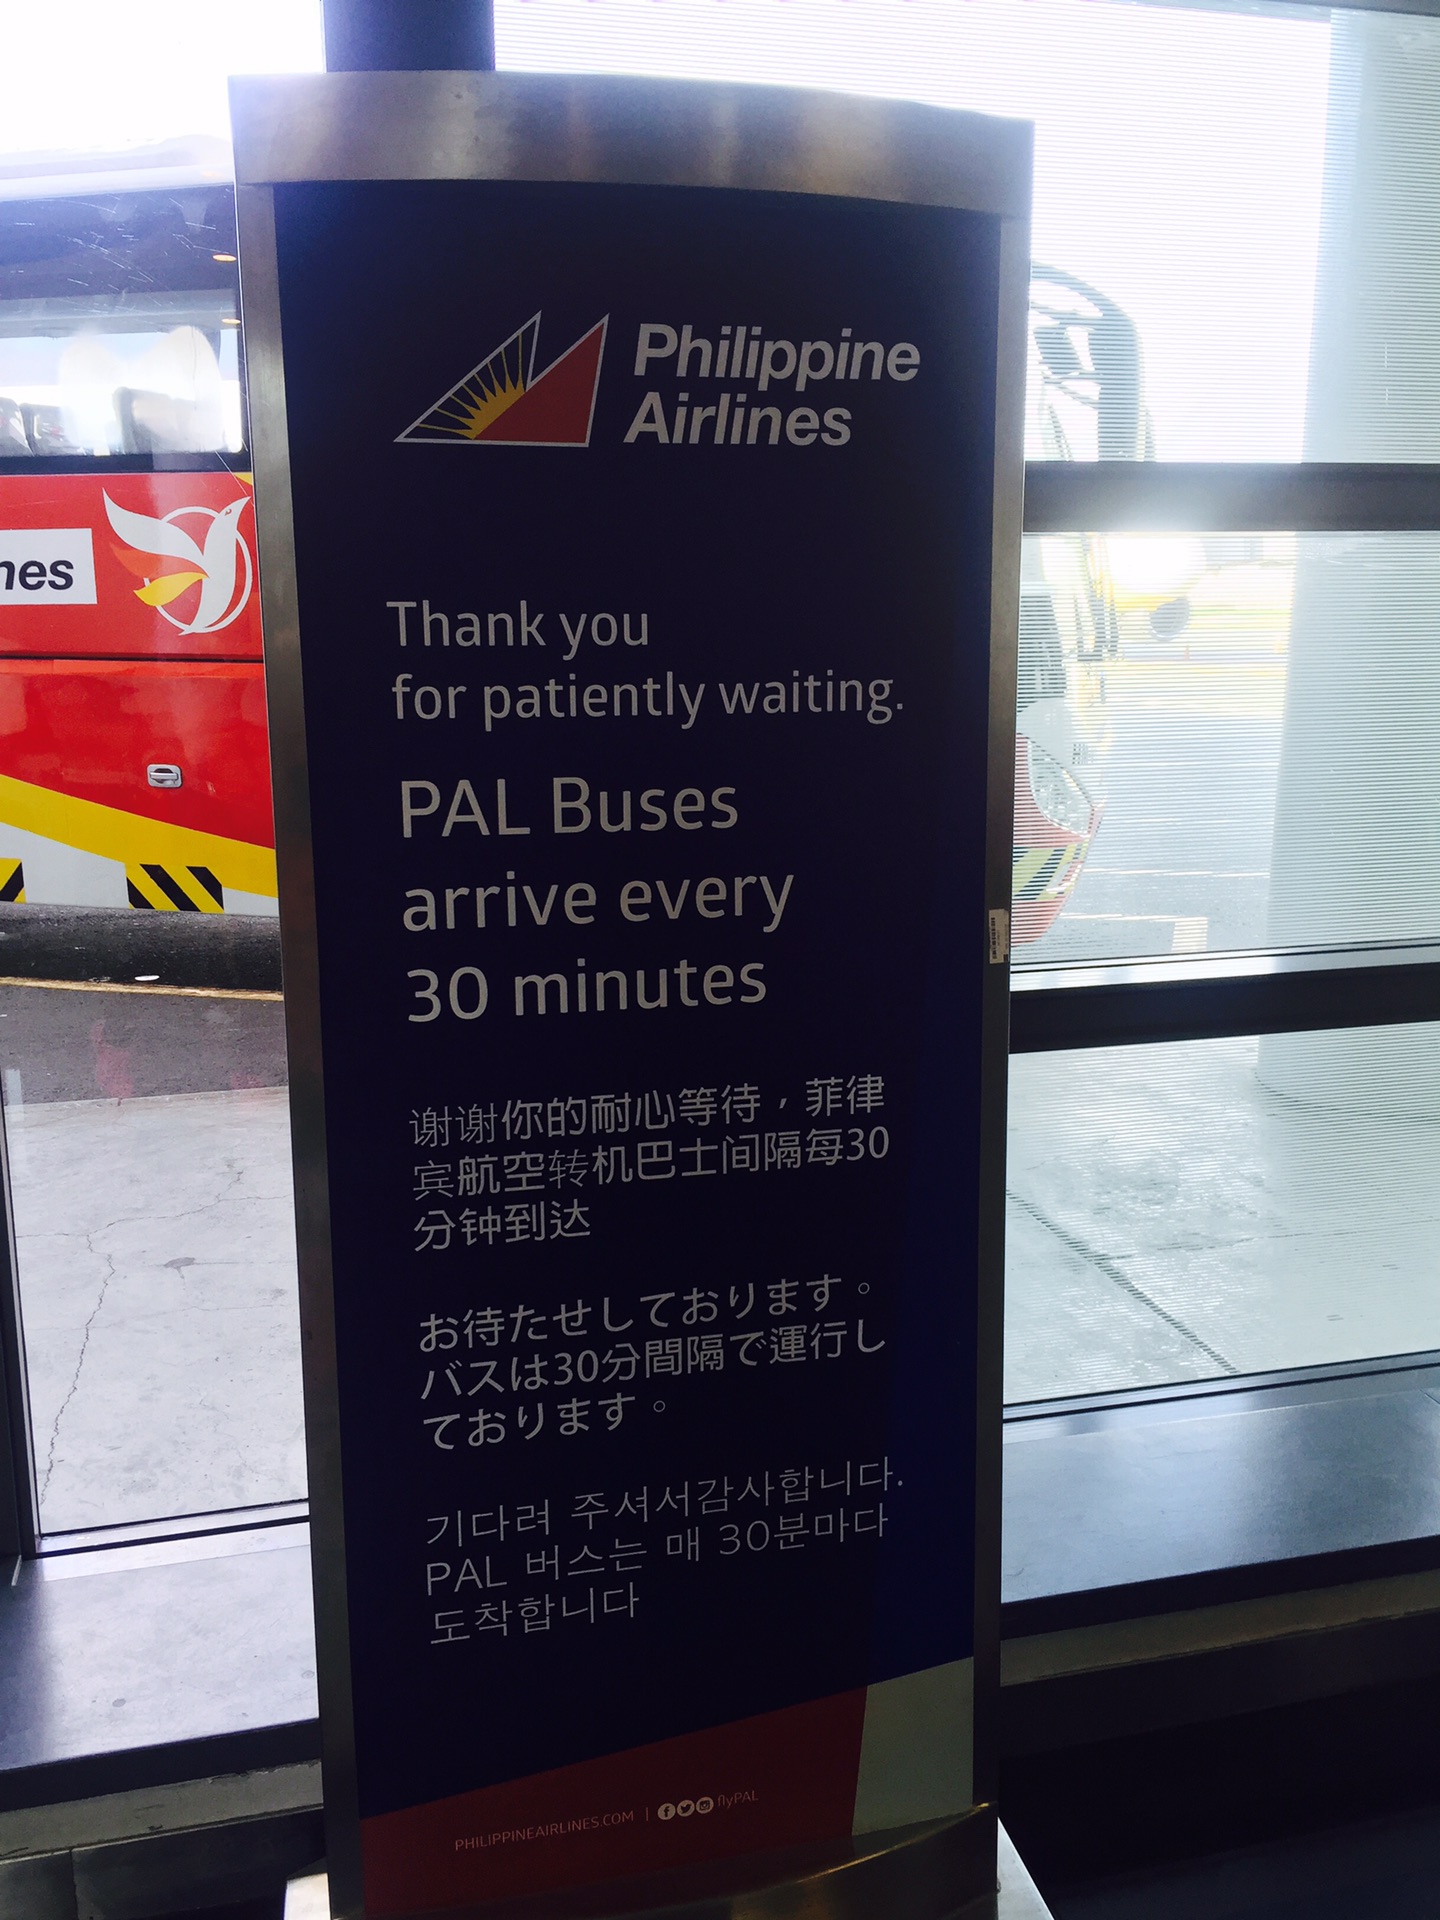 Philippine
Airlines
nes
Thank you
for patiently waiting.
PAL Buses
arrive every
30 minutes
谢谢你的耐心等待，菲律
宾航空转机巴士间隔每30
分钟到达
お待たせしております。
バスは30分間隔で運行し
ております。
기다려 주셔서감사합니다.
PAL 버스는 매 30분마다
도착합니다
PHILIPPINEAIRLINES.COM | flyPAL